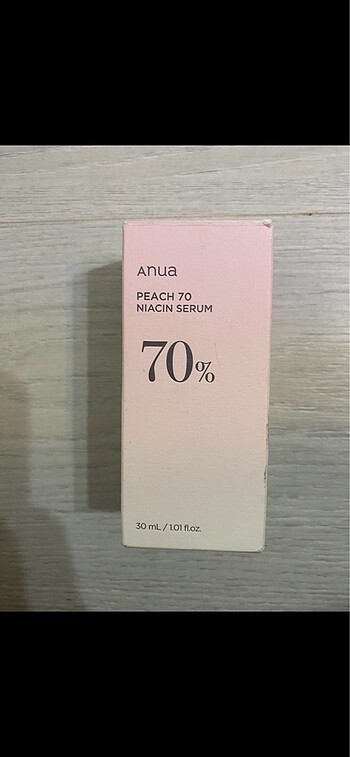 Anua
PEACH 70
NIACIN SERUM
70%
30 mL / 1.01 fl.oz.